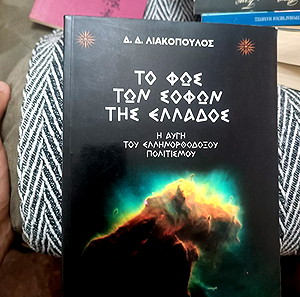 Δ. Δ. ΛΙΑΚΟΠΟΥΛΟΣ
ΤΟ ΦΩΣ
ΤΩΝ ΣΟΦΩΝ
ΤΗΣ ΕΛΛΑΔΟΣ
Η ΑΥΓΗ
ΤΟΥ ΕΛΛΗΝΟΡΘΟΔΟΞΟΥ
ΠΟΛΙΤΙΣΜΟΥ